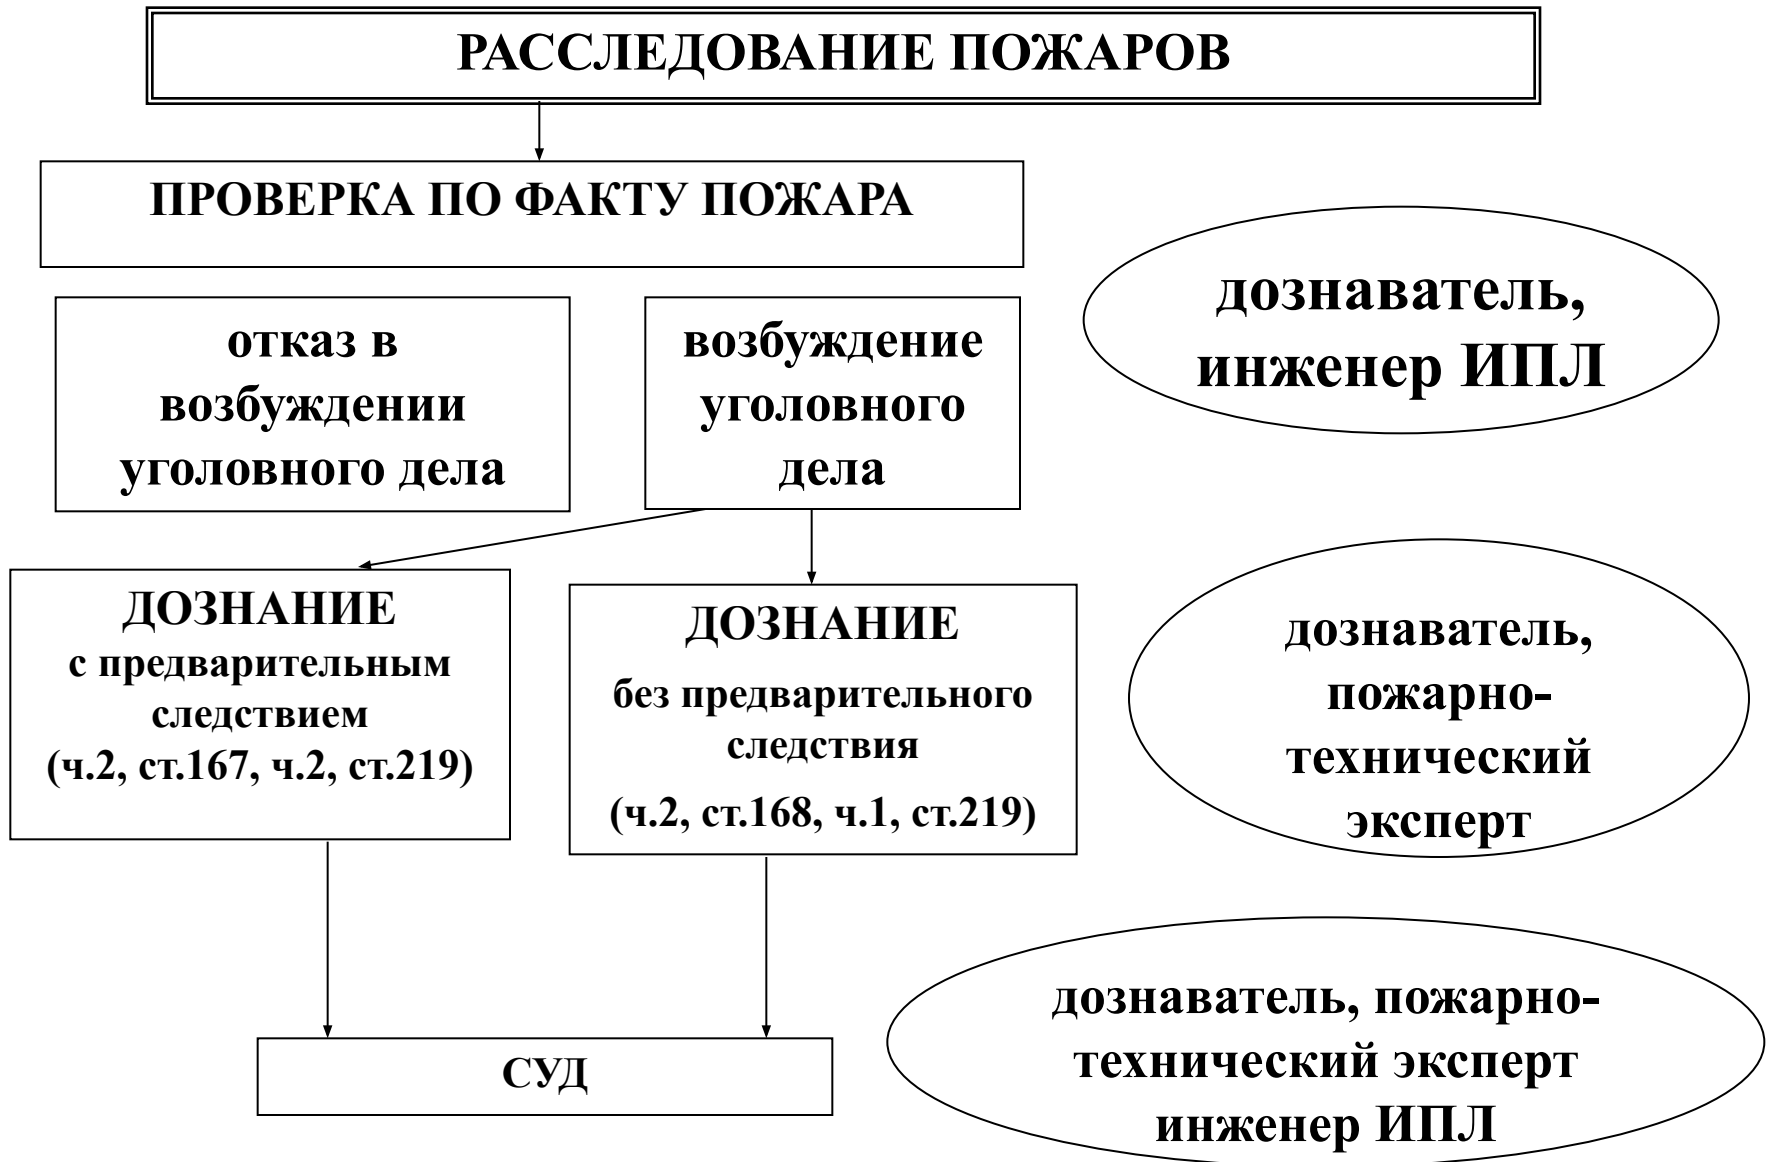 РАССЛЕДОВАНИЕ ПОЖАРОВ
ПРОВЕРКА ПО ФАКТУ ПОЖАРА
отказ в
возбуждении
уголовного дела
возбуждение
уголовного
дела
дознаватель,
инженер ИПЛ
ДОЗНАНИЕ
с предварительным
следствием
(ч.2, ст.167, ч.2, ст.219)
ДОЗНАНИЕ
без предварительного
следствия
(ч.2, ст.168, ч.1, ст.219)
дознаватель,
пожарно-
технический
эксперт
СУД
дознаватель, пожарно-
технический эксперт
инженер ИПЛ